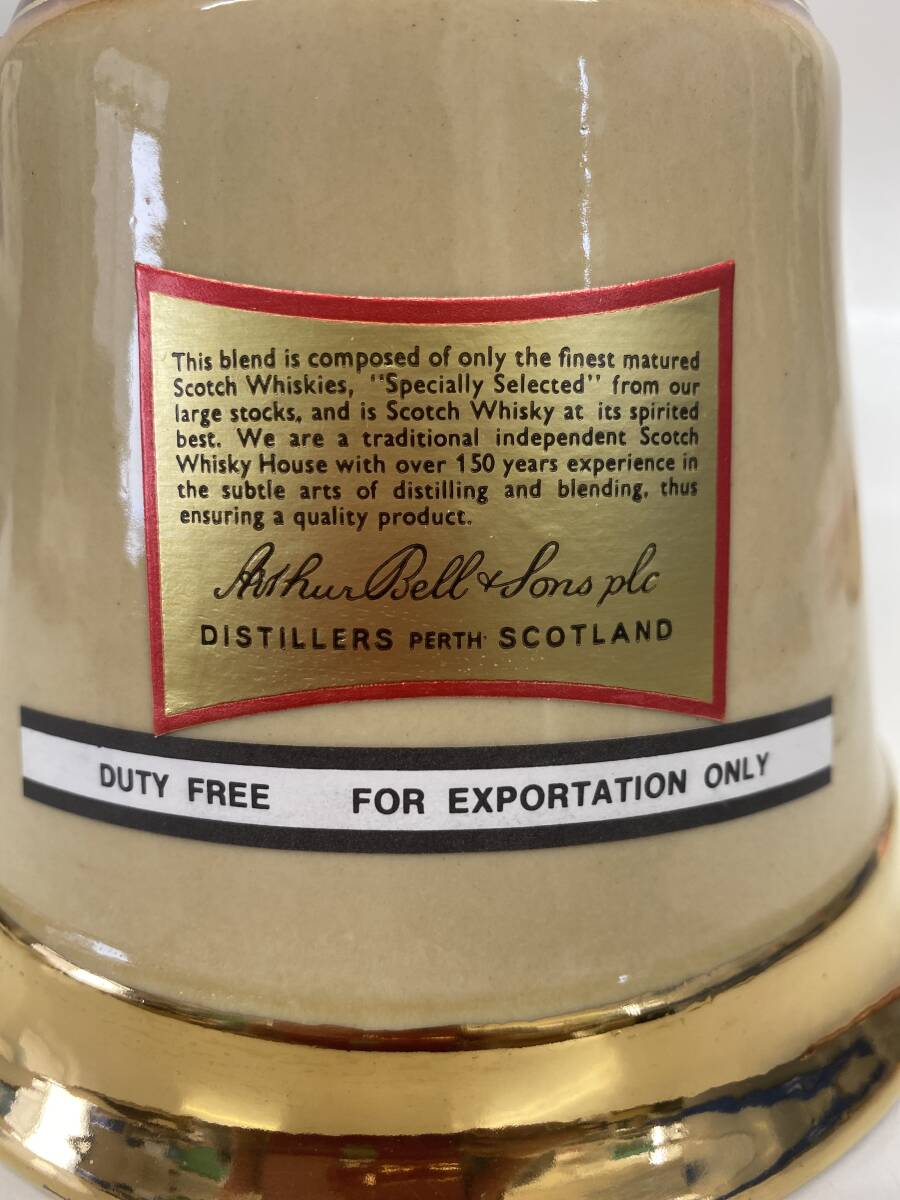 This blend is composed of only the finest matured
Scotch Whiskies, "Specially Selected" from our
large stocks, and is Scotch Whisky at its spirited
best. We are a traditional independent Scotch
Whisky House with over 150 years experience in
the subtle arts of distilling and blending, thus
ensuring a quality product.
Arthur Bell & Sons plc
DISTILLERS PERTH SCOTLAND
DUTY FREE FOR EXPORTATION ONLY